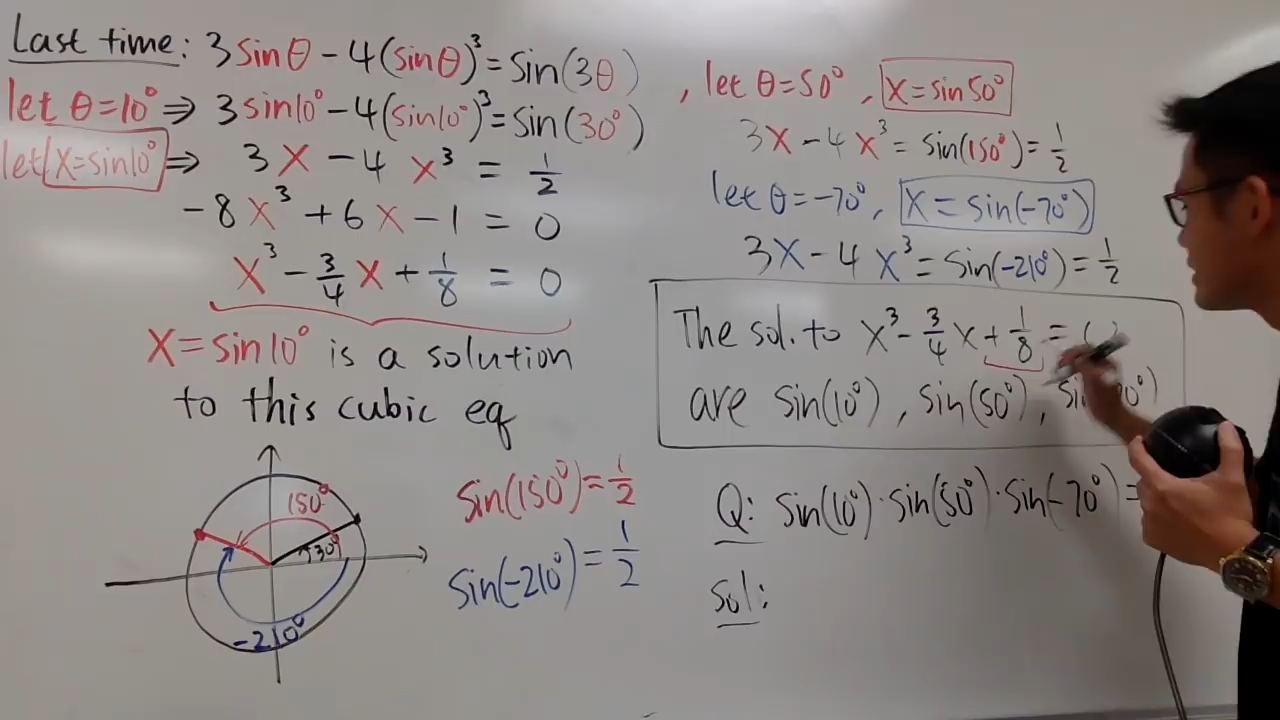 Last time: 3 sinθ - 4(sinθ)³ = sin(3θ)
let θ=10° ⇒ 3 sin10° - 4(sin10°)³ = sin(30°)
let x=sin10° ⇒ 3x - 4x³ = 1/2
-8x³ + 6x - 1 = 0
x³ - 3/4 x + 1/8 = 0
x = sin10° is a solution
to this cubic eq
150°
30°
-210°
sin(150°) = 1/2
sin(-210°) = 1/2
, let θ=50°, x=sin50°
3x - 4x³ = sin(150°) = 1/2
let θ=-70°, x = sin(-70°)
3x - 4x³ = sin(-210°) = 1/2
The sol. to x³ - 3/4 x + 1/8 =
are sin(10°), sin(50°),
Q: sin(10°)·sin(50°)·sin(-70°) =
Sol: